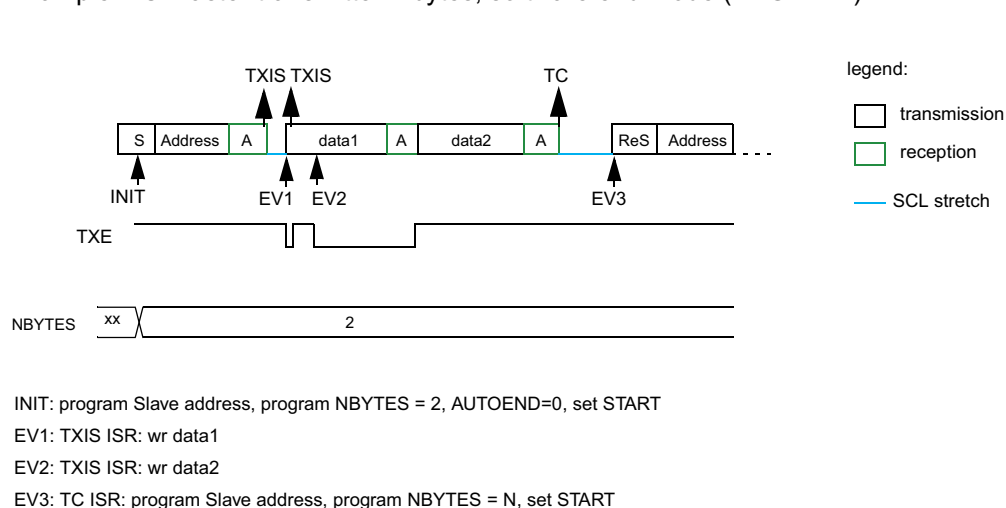 TXIS TXIS
TC
legend:
S
Address
A
data1
A
data2
A
ReS
Address
transmission
reception
SCL stretch
INIT
EV1
EV2
EV3
TXE
NBYTES
xx
2
INIT: program Slave address, program NBYTES = 2, AUTOEND=0, set START
EV1: TXIS ISR: wr data1
EV2: TXIS ISR: wr data2
EV3: TC ISR: program Slave address, program NBYTES = N, set START